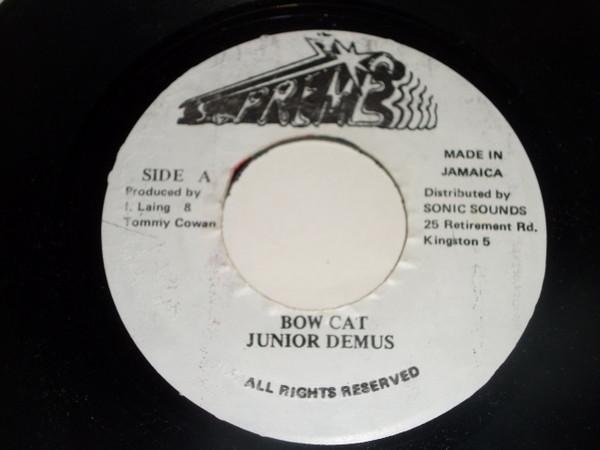 SUPREME
SIDE A
Produced by
I. Laing 8
Tommy Cowan
MADE IN
JAMAICA
Distributed by
SONIC SOUNDS
25 Retirement Rd.
Kingston 5
BOW CAT
JUNIOR DEMUS
ALL RIGHTS RESERVED